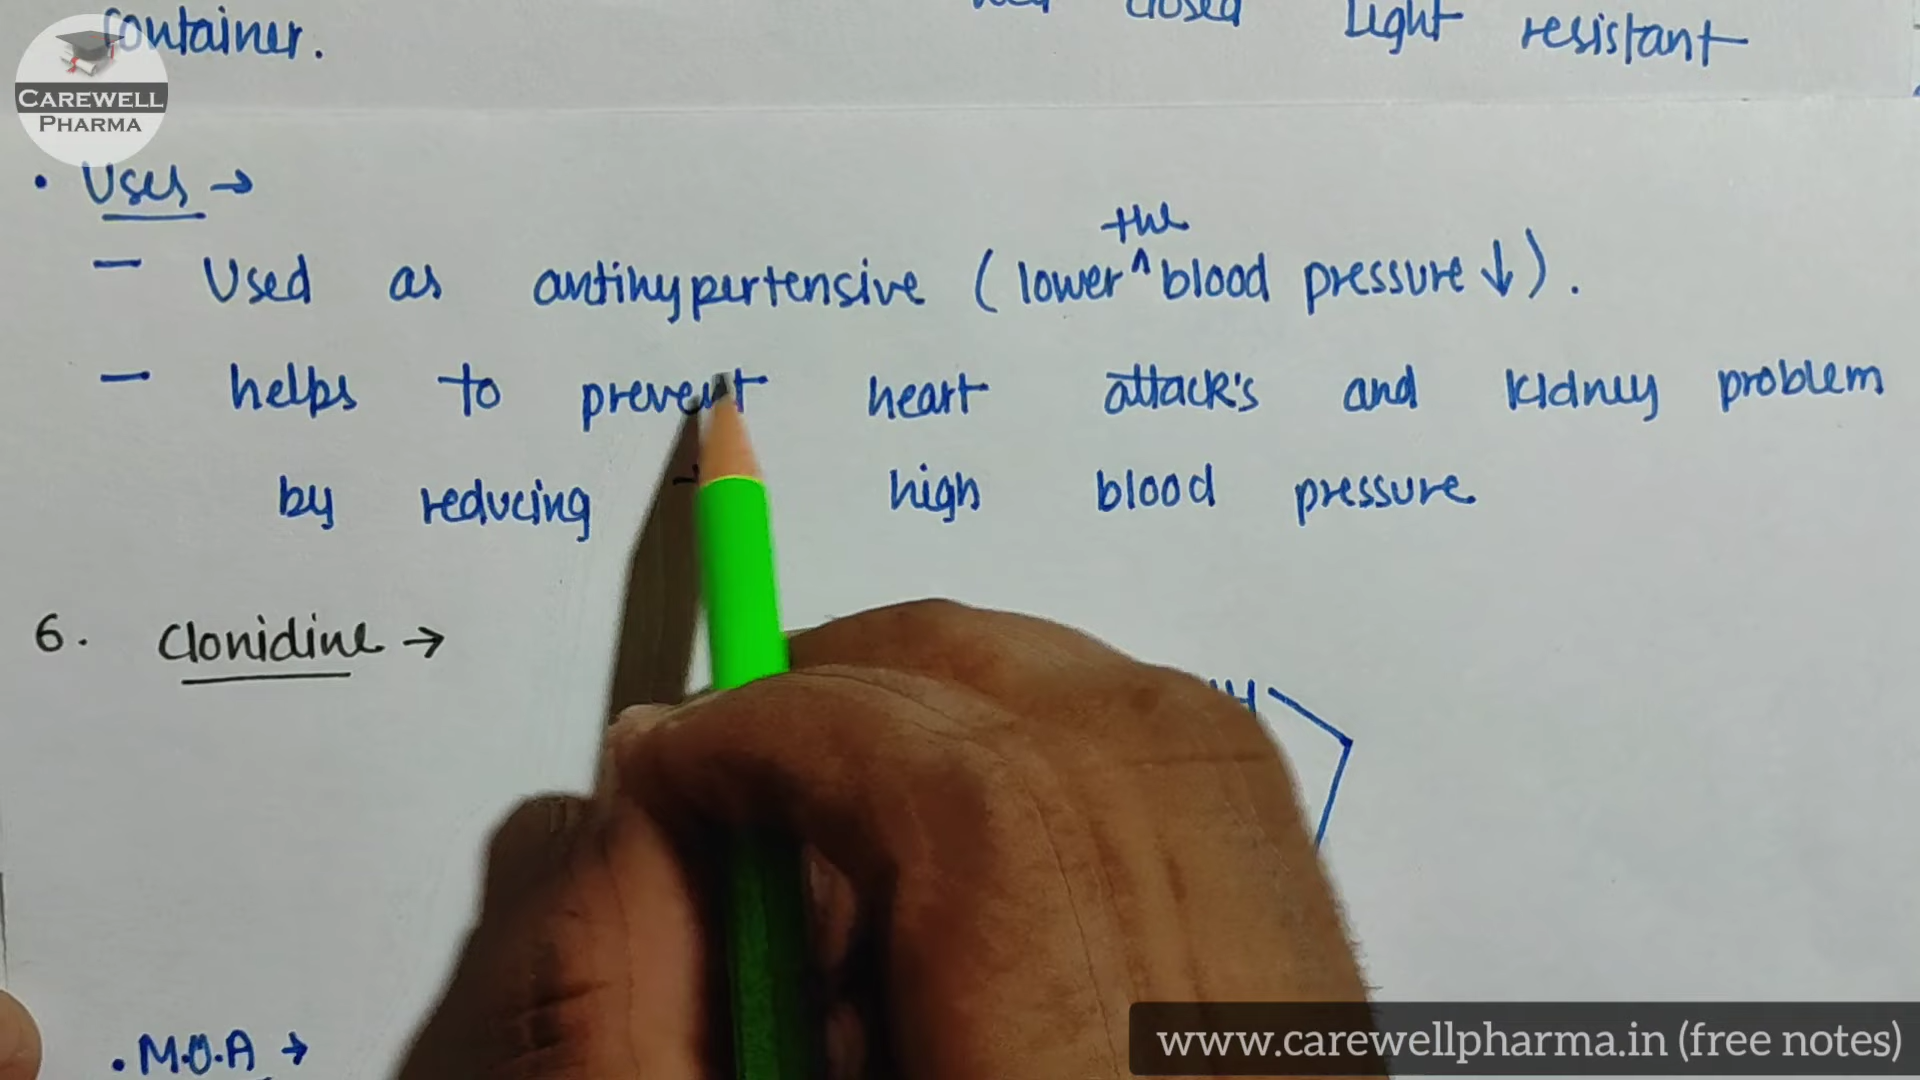 closed Light resistant
container.
CAREWELL
PHARMA
• Uses →
the
– Used as antihypertensive ( lower ^ blood pressure ↓ ) .
– helps to prevent heart attack's and kidney problem
by reducing high blood pressure
6. Clonidine →
• M.O.A →
www.carewellpharma.in (free notes)